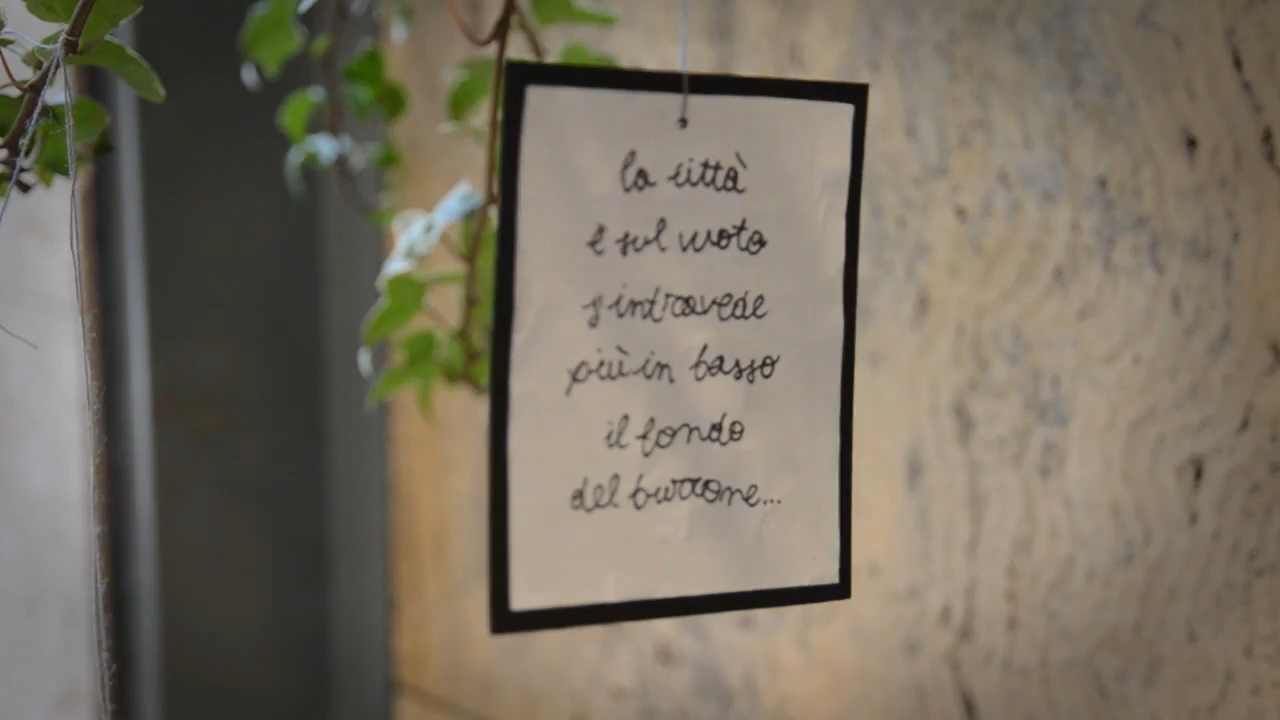 la città
è sul vuoto
s'intravede
più in basso
il fondo
del burrone...